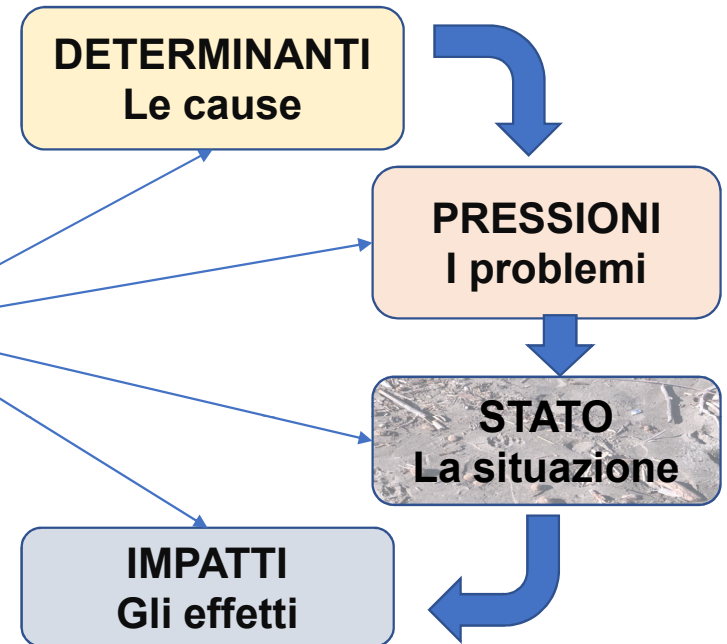 DETERMINANTI
Le cause
PRESSIONI
I problemi
STATO
La situazione
IMPATTI
Gli effetti